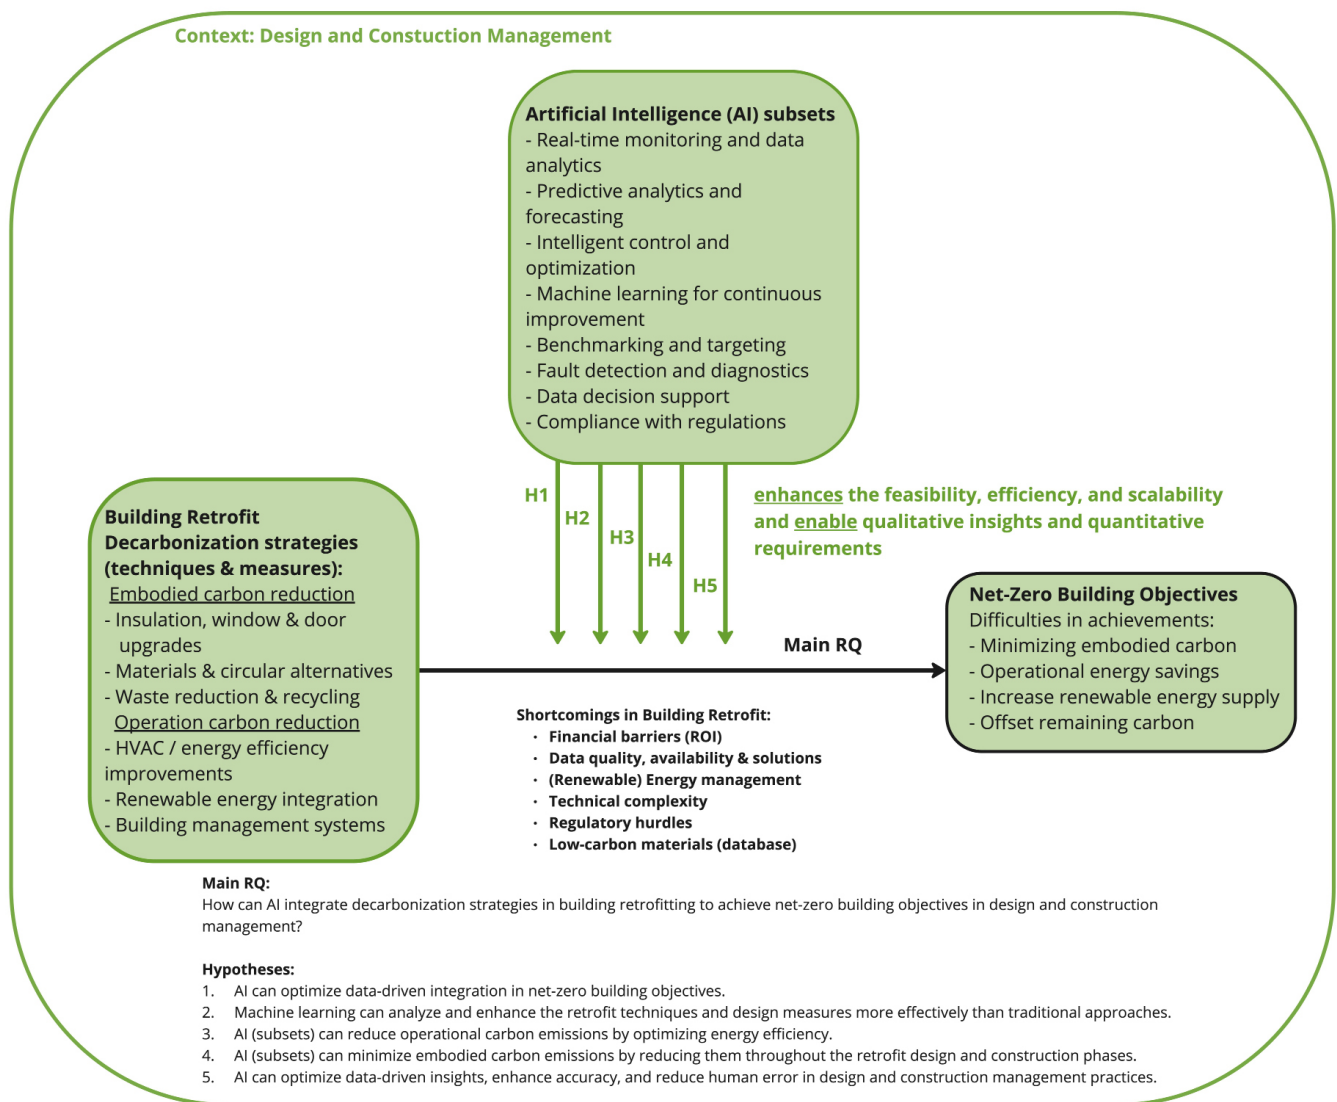 Context: Design and Constuction Management
Artificial Intelligence (AI) subsets
- Real-time monitoring and data
analytics
- Predictive analytics and
forecasting
- Intelligent control and
optimization
- Machine learning for continuous
improvement
- Benchmarking and targeting
- Fault detection and diagnostics
- Data decision support
- Compliance with regulations
H1
H2
H3
H4
H5
enhances the feasibility, efficiency, and scalability
and enable qualitative insights and quantitative
requirements
Building Retrofit
Decarbonization strategies
(techniques & measures):
Embodied carbon reduction
- Insulation, window & door
upgrades
- Materials & circular alternatives
- Waste reduction & recycling
Operation carbon reduction
- HVAC / energy efficiency
improvements
- Renewable energy integration
- Building management systems
Main RQ
Net-Zero Building Objectives
Difficulties in achievements:
- Minimizing embodied carbon
- Operational energy savings
- Increase renewable energy supply
- Offset remaining carbon
Shortcomings in Building Retrofit:
· Financial barriers (ROI)
· Data quality, availability & solutions
· (Renewable) Energy management
· Technical complexity
· Regulatory hurdles
· Low-carbon materials (database)
Main RQ:
How can AI integrate decarbonization strategies in building retrofitting to achieve net-zero building objectives in design and construction
management?
Hypotheses:
1. AI can optimize data-driven integration in net-zero building objectives.
2. Machine learning can analyze and enhance the retrofit techniques and design measures more effectively than traditional approaches.
3. AI (subsets) can reduce operational carbon emissions by optimizing energy efficiency.
4. AI (subsets) can minimize embodied carbon emissions by reducing them throughout the retrofit design and construction phases.
5. AI can optimize data-driven insights, enhance accuracy, and reduce human error in design and construction management practices.